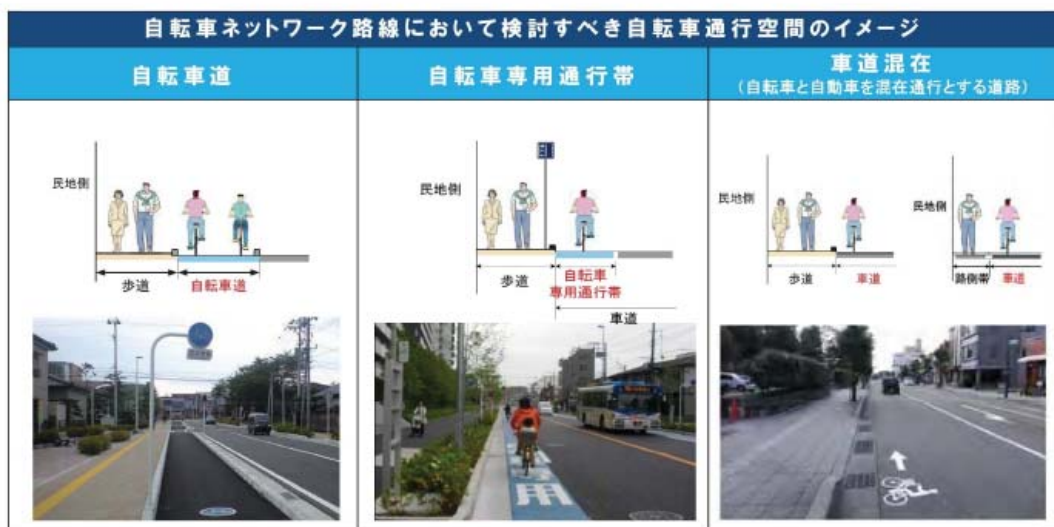 自転車ネットワーク路線において検討すべき自転車通行空間のイメージ
自転車道
自転車専用通行帯
車道混在
(自転車と自動車を混在通行とする道路)
民地側
歩道
自転車道
民地側
歩道
自転車
専用通行帯
車道
民地側
歩道
車道
民地側
路側帯
車道
用